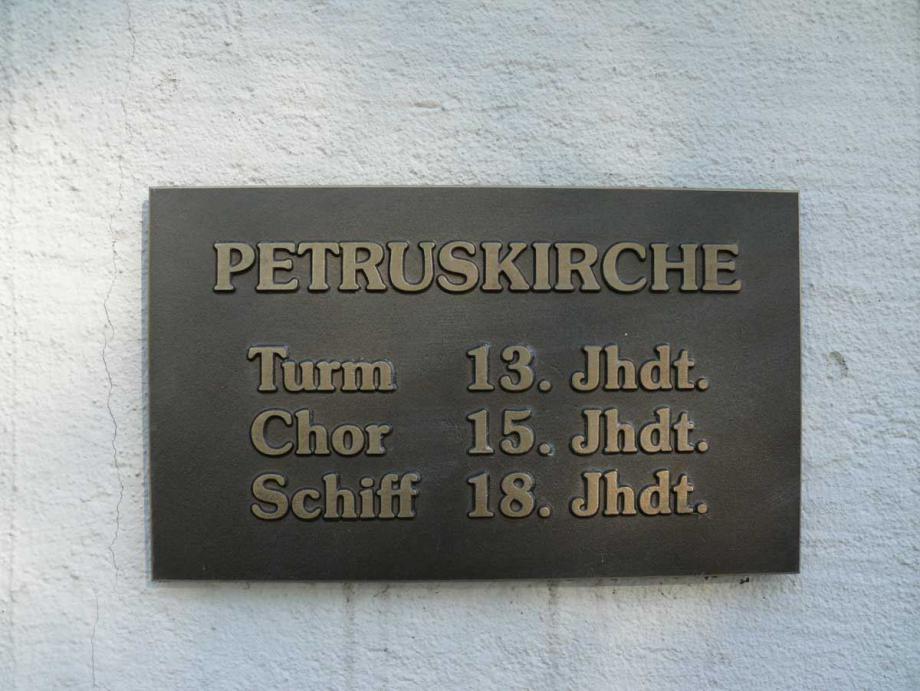 PETRUSKIRCHE
Turm 13. Jhdt.
Chor 15. Jhdt.
Schiff 18. Jhdt.